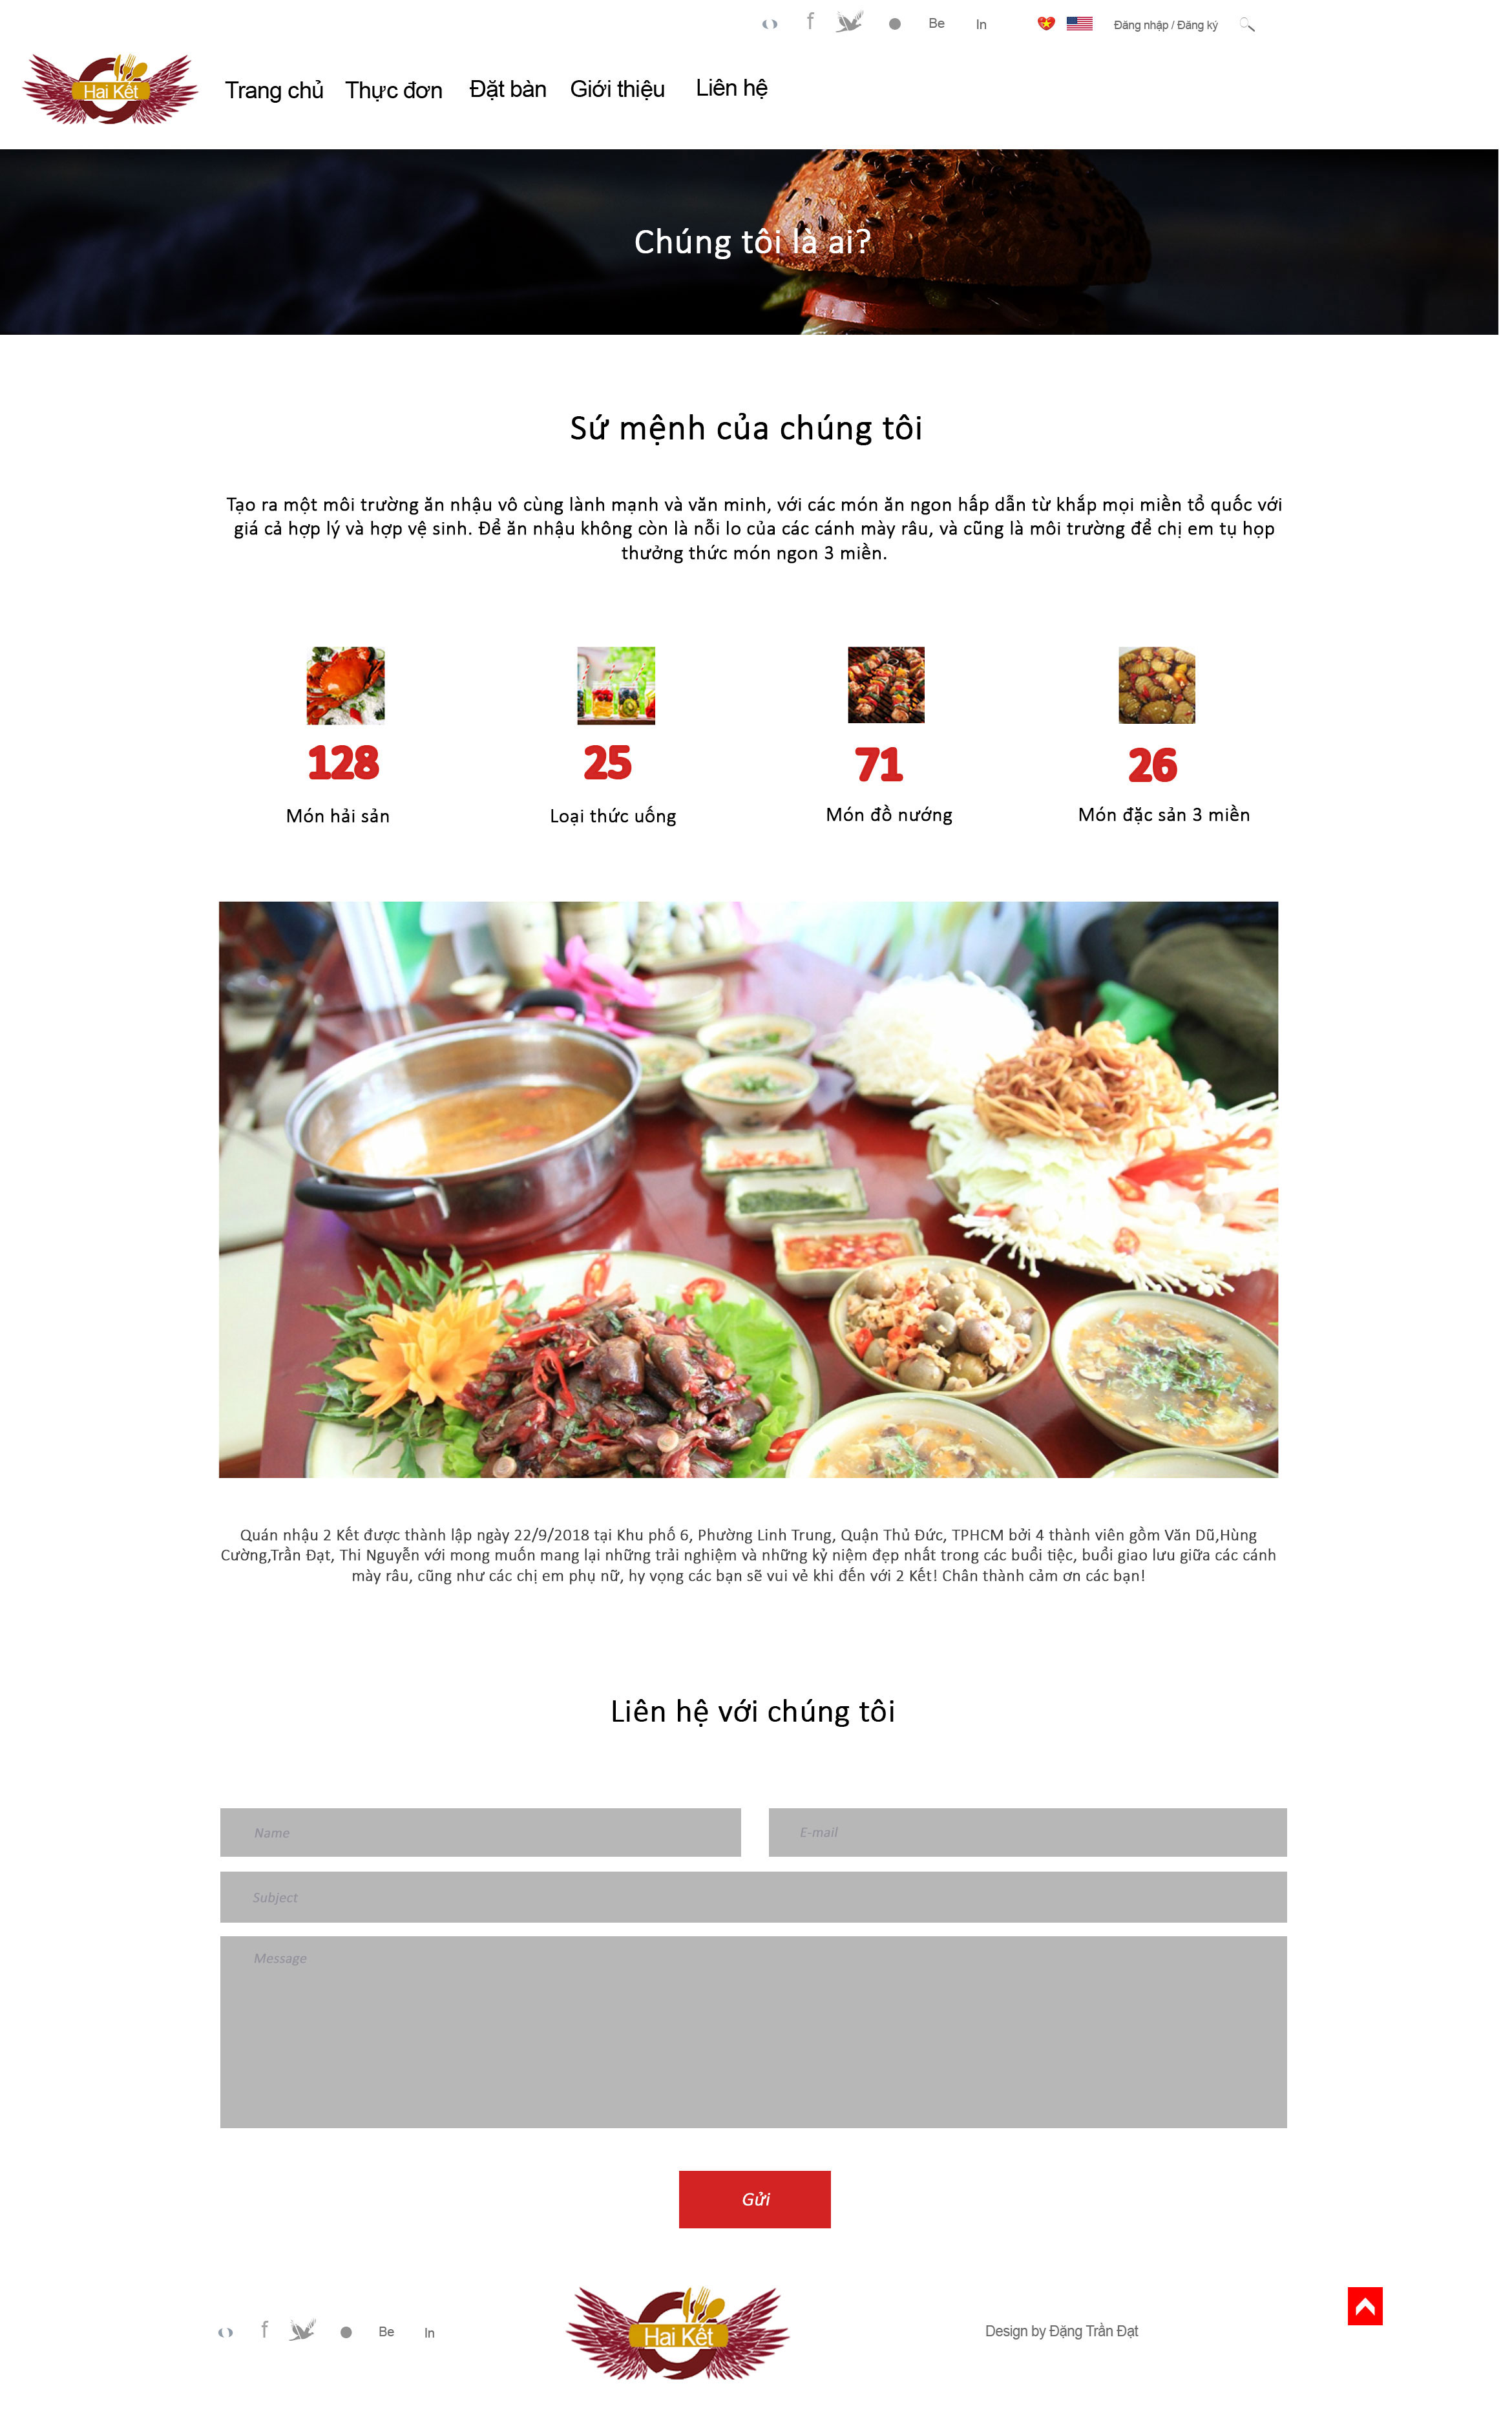 f
Be
In
Đăng nhập / Đăng ký
Hai Kết
Trang chủ
Thực đơn
Đặt bàn
Giới thiệu
Liên hệ
Chúng tôi là ai?
Sứ mệnh của chúng tôi
Tạo ra một môi trường ăn nhậu vô cùng lành mạnh và văn minh, với các món ăn ngon hấp dẫn từ khắp mọi miền tổ quốc với
giá cả hợp lý và hợp vệ sinh. Để ăn nhậu không còn là nỗi lo của các cánh mày râu, và cũng là môi trường để chị em tụ họp
thưởng thức món ngon 3 miền.
128
25
71
26
Món hải sản
Loại thức uống
Món đồ nướng
Món đặc sản 3 miền
Quán nhậu 2 Kết được thành lập ngày 22/9/2018 tại Khu phố 6, Phường Linh Trung, Quận Thủ Đức, TPHCM bởi 4 thành viên gồm Văn Dũ,Hùng
Cường,Trần Đạt, Thi Nguyễn với mong muốn mang lại những trải nghiệm và những kỷ niệm đẹp nhất trong các buổi tiệc, buổi giao lưu giữa các cánh
mày râu, cũng như các chị em phụ nữ, hy vọng các bạn sẽ vui vẻ khi đến với 2 Kết! Chân thành cảm ơn các bạn!
Liên hệ với chúng tôi
Name
E-mail
Subject
Message
Gửi
f
Be
In
Hai Kết
Design by Đặng Trần Đạt